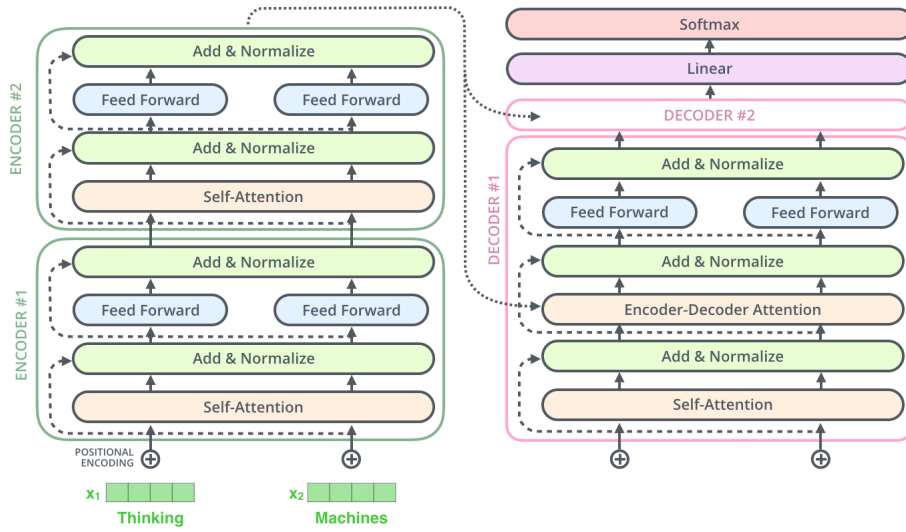 ENCODER #2
Add & Normalize
Feed Forward
Feed Forward
Add & Normalize
Self-Attention
ENCODER #1
Add & Normalize
Feed Forward
Feed Forward
Add & Normalize
Self-Attention
POSITIONAL
ENCODING
x1
x2
Thinking
Machines
Softmax
Linear
DECODER #2
DECODER #1
Add & Normalize
Feed Forward
Feed Forward
Add & Normalize
Encoder-Decoder Attention
Add & Normalize
Self-Attention